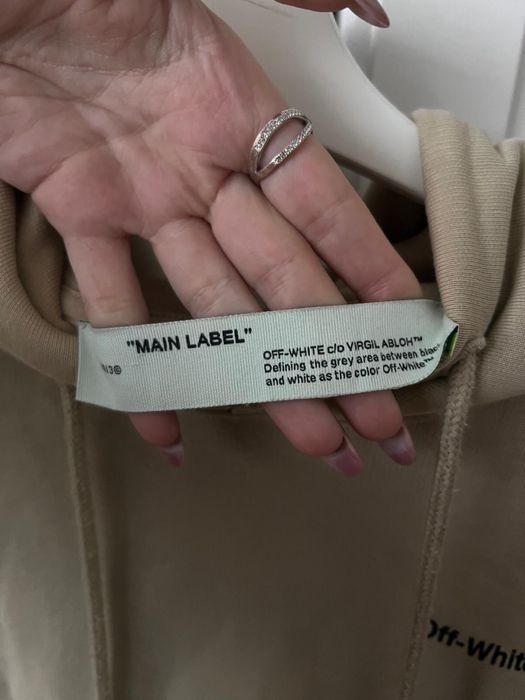 "MAIN LABEL"
13©
OFF-WHITE c/o VIRGIL ABLOH™
Defining the grey area between black
and white as the color Off-White™
Off-White